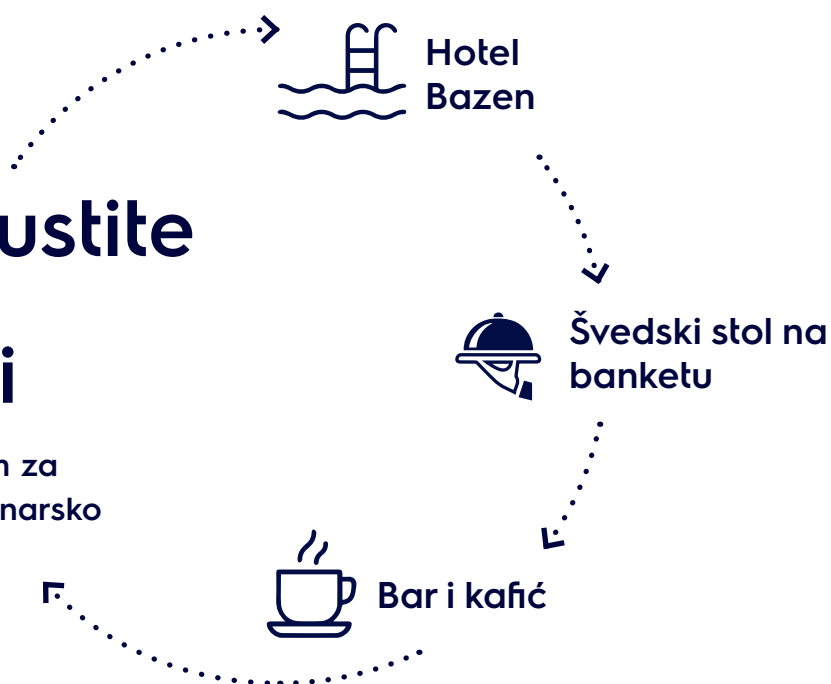 Hotel
Bazen
ustite
Švedski stol na
banketu
i
n za
narsko
Bar i kafić